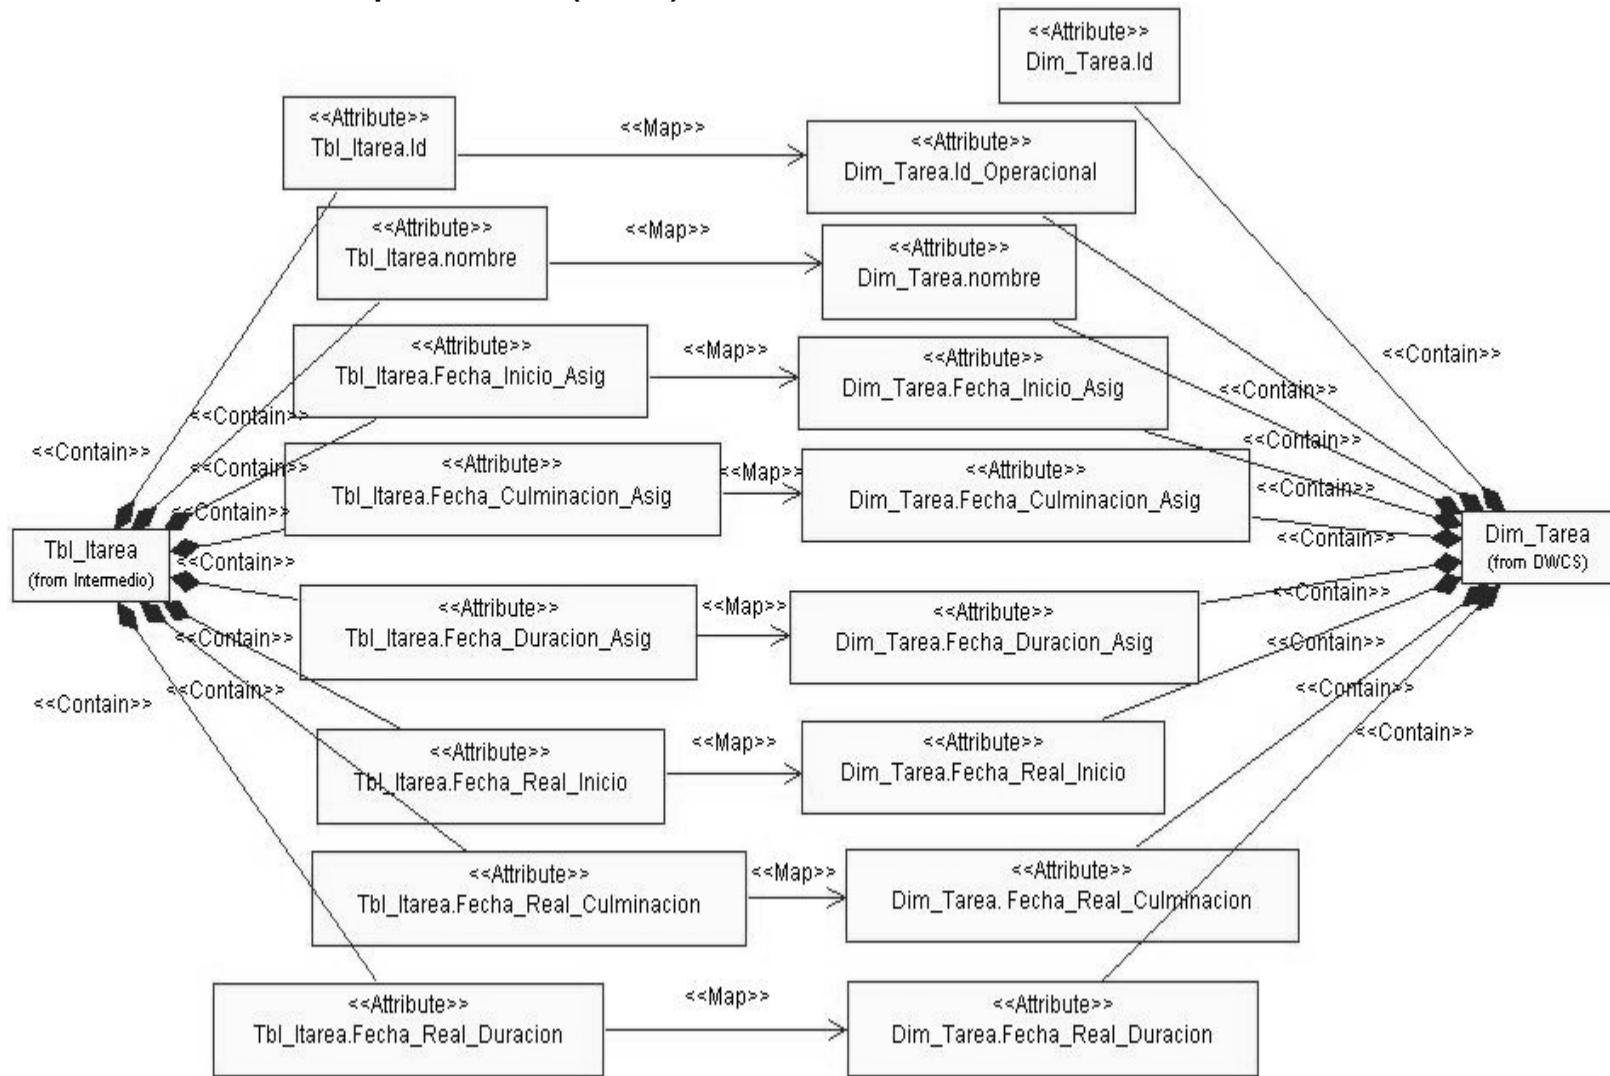 <<Attribute>>
Dim_Tarea.Id
<<Attribute>>
Tbl_Itarea.Id
<<Map>>
<<Attribute>>
Dim_Tarea.Id_Operacional
<<Attribute>>
Tbl_Itarea.nombre
<<Map>>
<<Attribute>>
Dim_Tarea.nombre
<<Attribute>>
Tbl_Itarea.Fecha_Inicio_Asig
<<Map>>
<<Attribute>>
Dim_Tarea.Fecha_Inicio_Asig
<<Contain>>
<<Contain>>
<<Contain>>
<<Contain>>
<<Contain>>
<<Contain>>
<<Attribute>>
Tbl_Itarea.Fecha_Culminacion_Asig
<<Map>>
<<Attribute>>
Dim_Tarea.Fecha_Culminacion_Asig
<<Contain>>
<<Contain>>
<<Contain>>
Tbl_Itarea
(from Intermedio)
<<Contain>>
<<Contain>>
Dim_Tarea
(from DWCS)
<<Attribute>>
Tbl_Itarea.Fecha_Duracion_Asig
<<Map>>
<<Attribute>>
Dim_Tarea.Fecha_Duracion_Asig
<<Contain>>
<<Contain>>
<<Contain>>
<<Contain>>
<<Contain>>
<<Contain>>
<<Attribute>>
Tbl_Itarea.Fecha_Real_Inicio
<<Map>>
<<Attribute>>
Dim_Tarea.Fecha_Real_Inicio
<<Contain>>
<<Attribute>>
Tbl_Itarea.Fecha_Real_Culminacion
<<Map>>
<<Attribute>>
Dim_Tarea. Fecha_Real_Culminacion
<<Attribute>>
Tbl_Itarea.Fecha_Real_Duracion
<<Map>>
<<Attribute>>
Dim_Tarea.Fecha_Real_Duracion